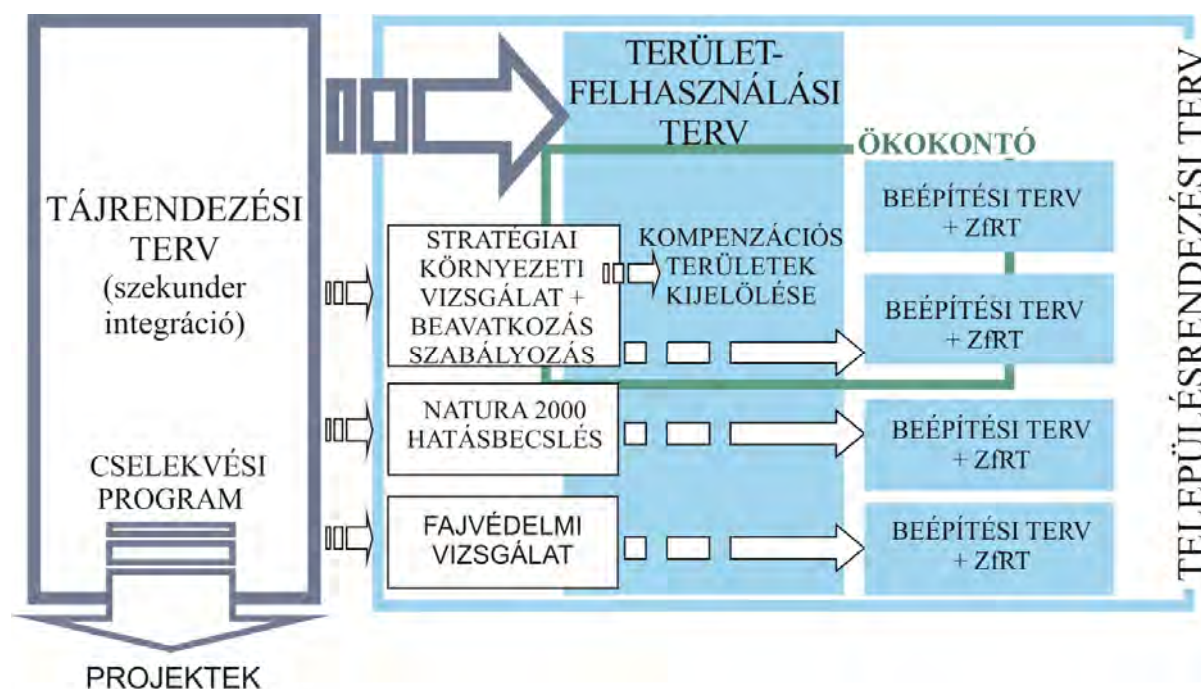 TÁJRENDEZÉSI
TERV
(szekunder
integráció)
CSELEKVÉSI
PROGRAM
PROJEKTEK
TERÜLET-
FELHASZNÁLÁSI
TERV
ÖKOKONTÓ
STRATÉGIAI
KÖRNYEZETI
VIZSGÁLAT +
BEAVATKOZÁS
SZABÁLYOZÁS
KOMPENZÁCIÓS
TERÜLETEK
KIJELÖLÉSE
NATURA 2000
HATÁSBECSLÉS
FAJVÉDELMI
VIZSGÁLAT
BEÉPÍTÉSI TERV
+ ZfRT
BEÉPÍTÉSI TERV
+ ZfRT
BEÉPÍTÉSI TERV
+ ZfRT
BEÉPÍTÉSI TERV
+ ZfRT
TELEPÜLÉSRENDEZÉSI TERV